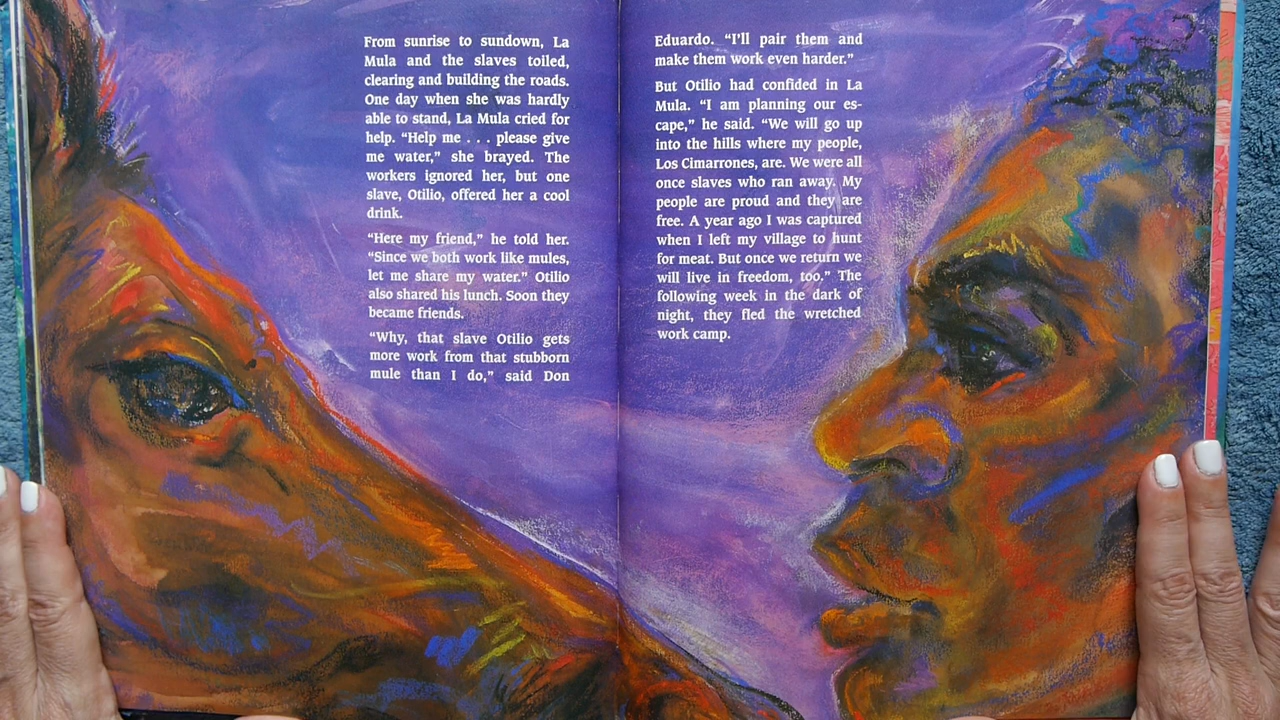 From sunrise to sundown, La
Mula and the slaves toiled,
clearing and building the roads.
One day when she was hardly
able to stand, La Mula cried for
help. “Help me . . . please give
me water,” she brayed. The
workers ignored her, but one
slave, Otilio, offered her a cool
drink.
“Here my friend,” he told her.
“Since we both work like mules,
let me share my water.” Otilio
also shared his lunch. Soon they
became friends.
“Why, that slave Otilio gets
more work from that stubborn
mule than I do,” said Don
Eduardo. “I’ll pair them and
make them work even harder.”
But Otilio had confided in La
Mula. “I am planning our es-
cape,” he said. “We will go up
into the hills where my people,
Los Cimarrones, are. We were all
once slaves who ran away. My
people are proud and they are
free. A year ago I was captured
when I left my village to hunt
for meat. But once we return we
will live in freedom, too.” The
following week in the dark of
night, they fled the wretched
work camp.